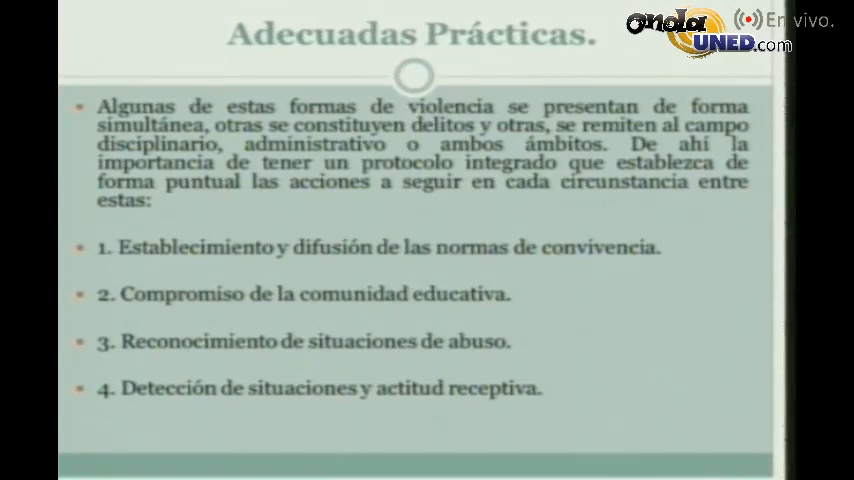 Adecuadas Prácticas.
onda
UNED.com
En vivo.
Algunas de estas formas de violencia se presentan de forma
simultánea, otras se constituyen delitos y otras, se remiten al campo
disciplinario, administrativo o ambos ámbitos. De ahí la
importancia de tener un protocolo integrado que establezca de
forma puntual las acciones a seguir en cada circunstancia entre
estas:
1. Establecimiento y difusión de las normas de convivencia.
2. Compromiso de la comunidad educativa.
3. Reconocimiento de situaciones de abuso.
4. Detección de situaciones y actitud receptiva.